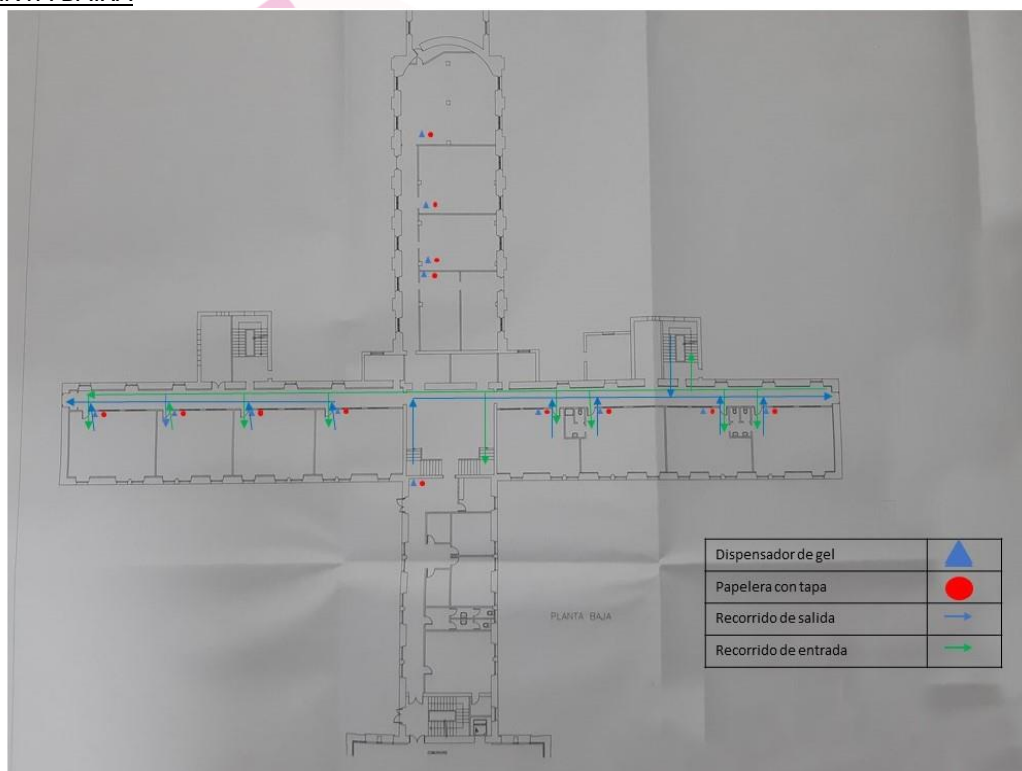 PLANTA BAJA
Dispensador de gel
Papelera con tapa
Recorrido de salida
Recorrido de entrada